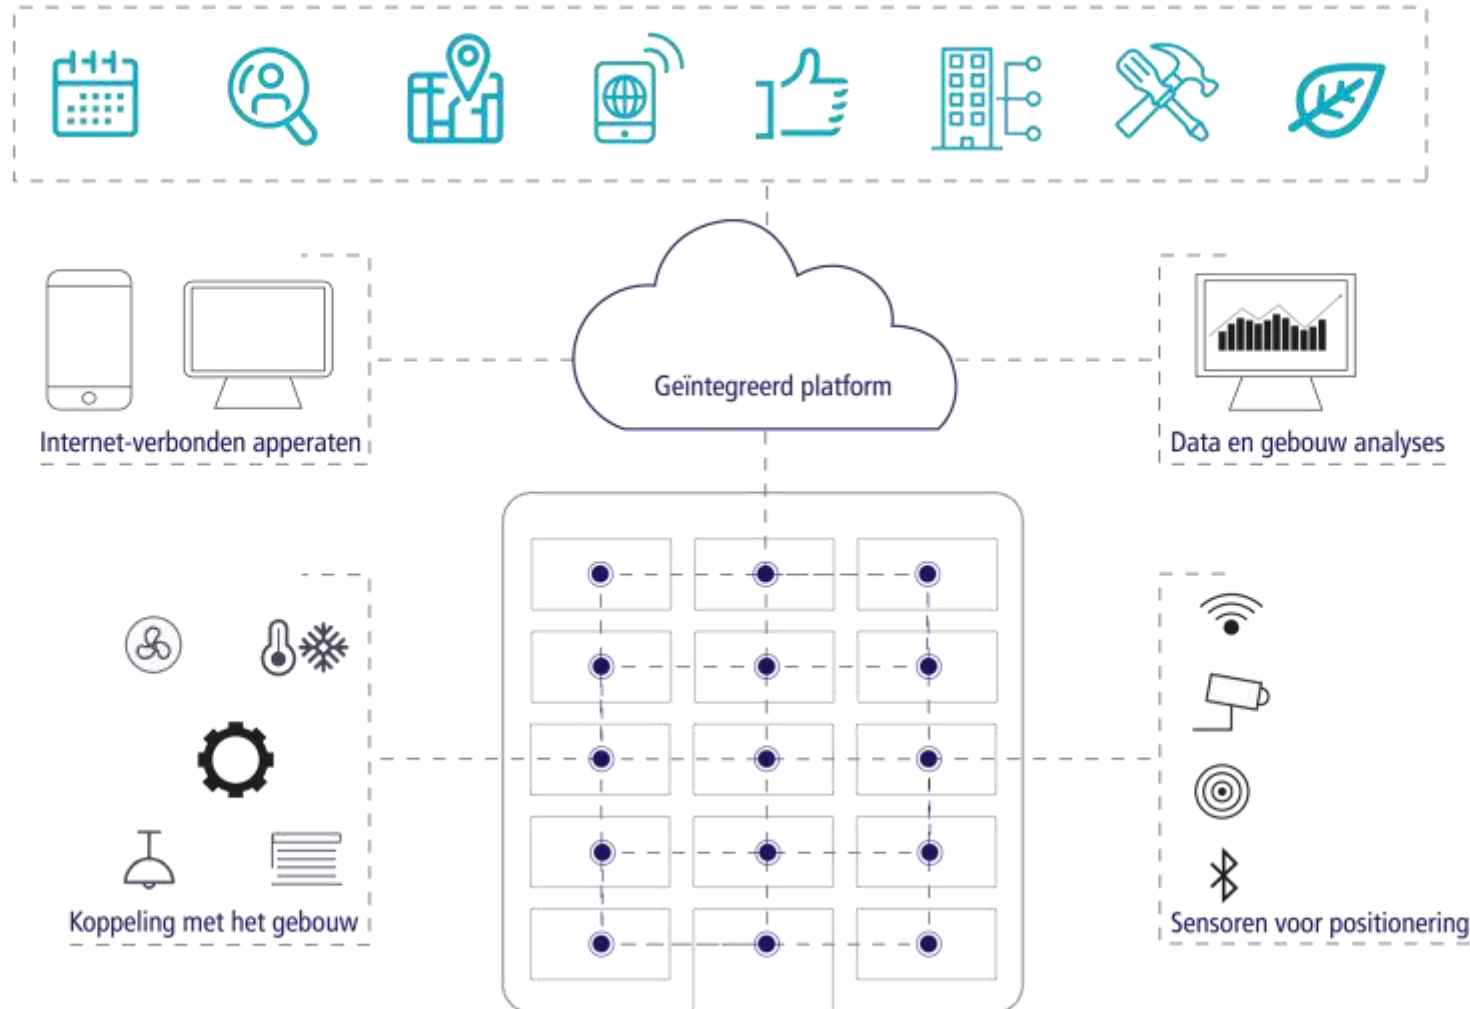 Geïntegreerd platform
Internet-verbonden apperaten
Data en gebouw analyses
Koppeling met het gebouw
Sensoren voor positionering